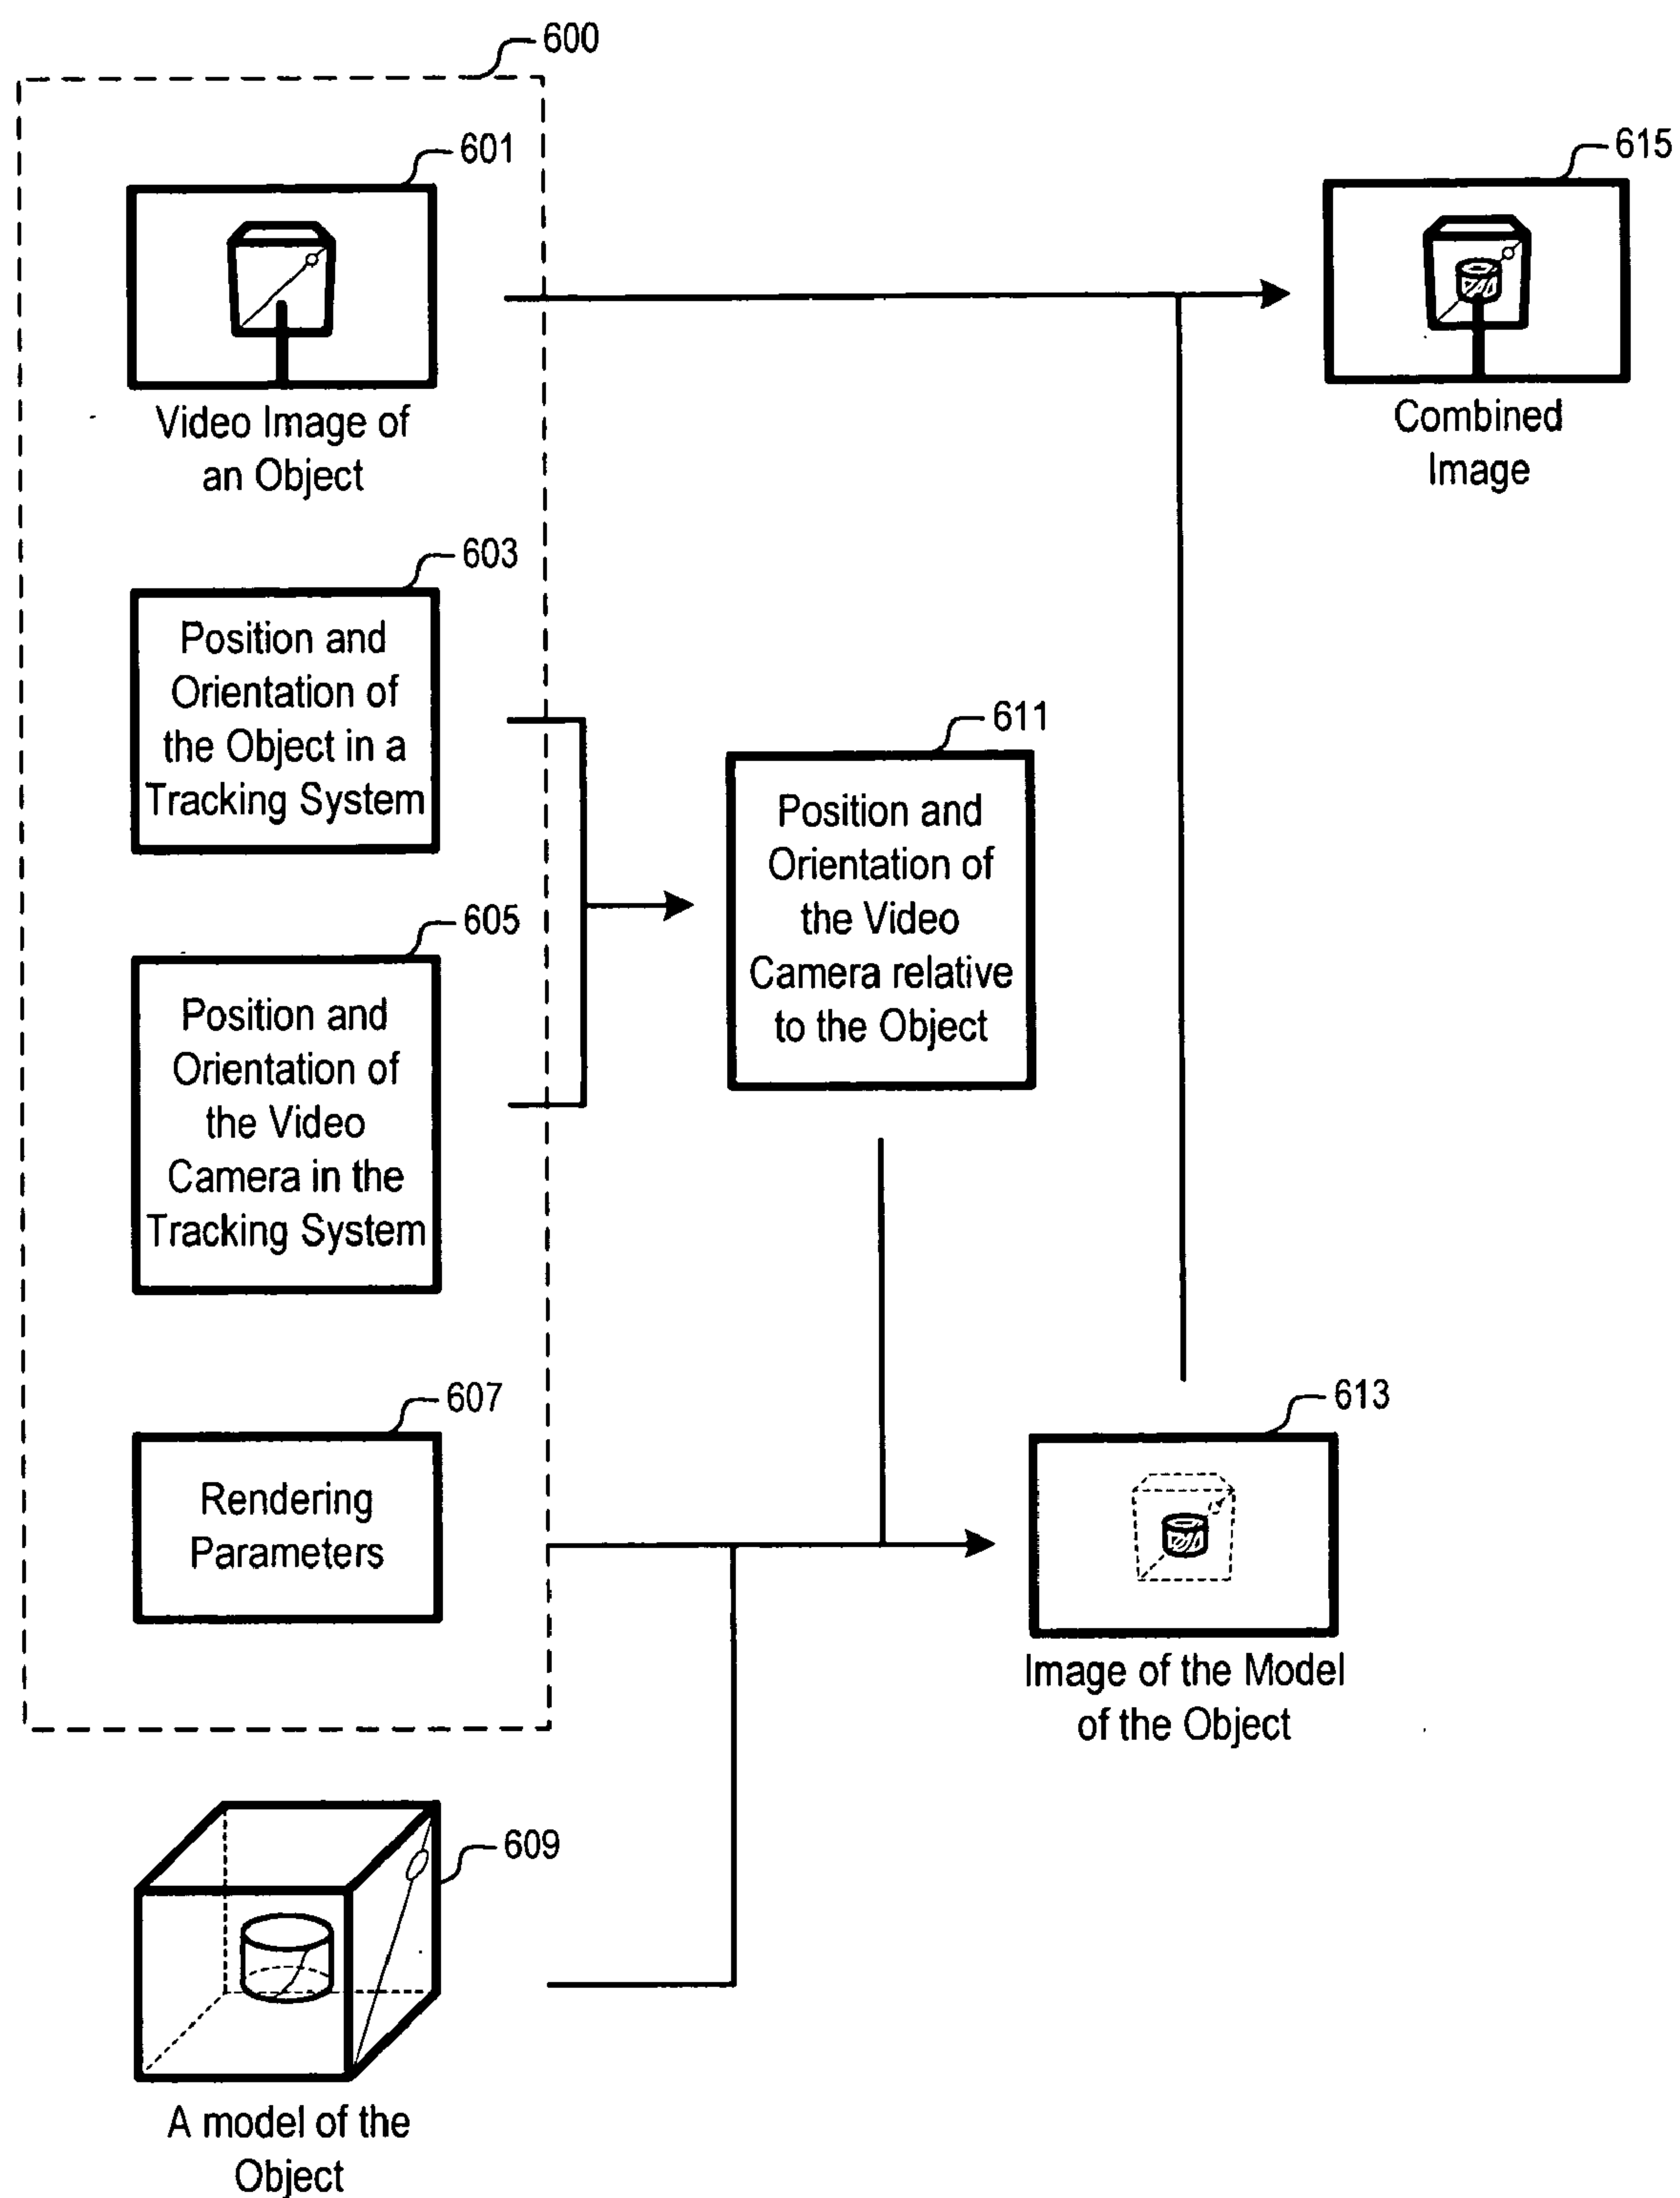 600
601
Video Image of
an Object
615
Combined
Image
603
Position and
Orientation of
the Object in a
Tracking System
611
Position and
Orientation of
the Video
Camera relative
to the Object
605
Position and
Orientation of
the Video
Camera in the
Tracking System
607
Rendering
Parameters
613
Image of the Model
of the Object
609
A model of the
Object